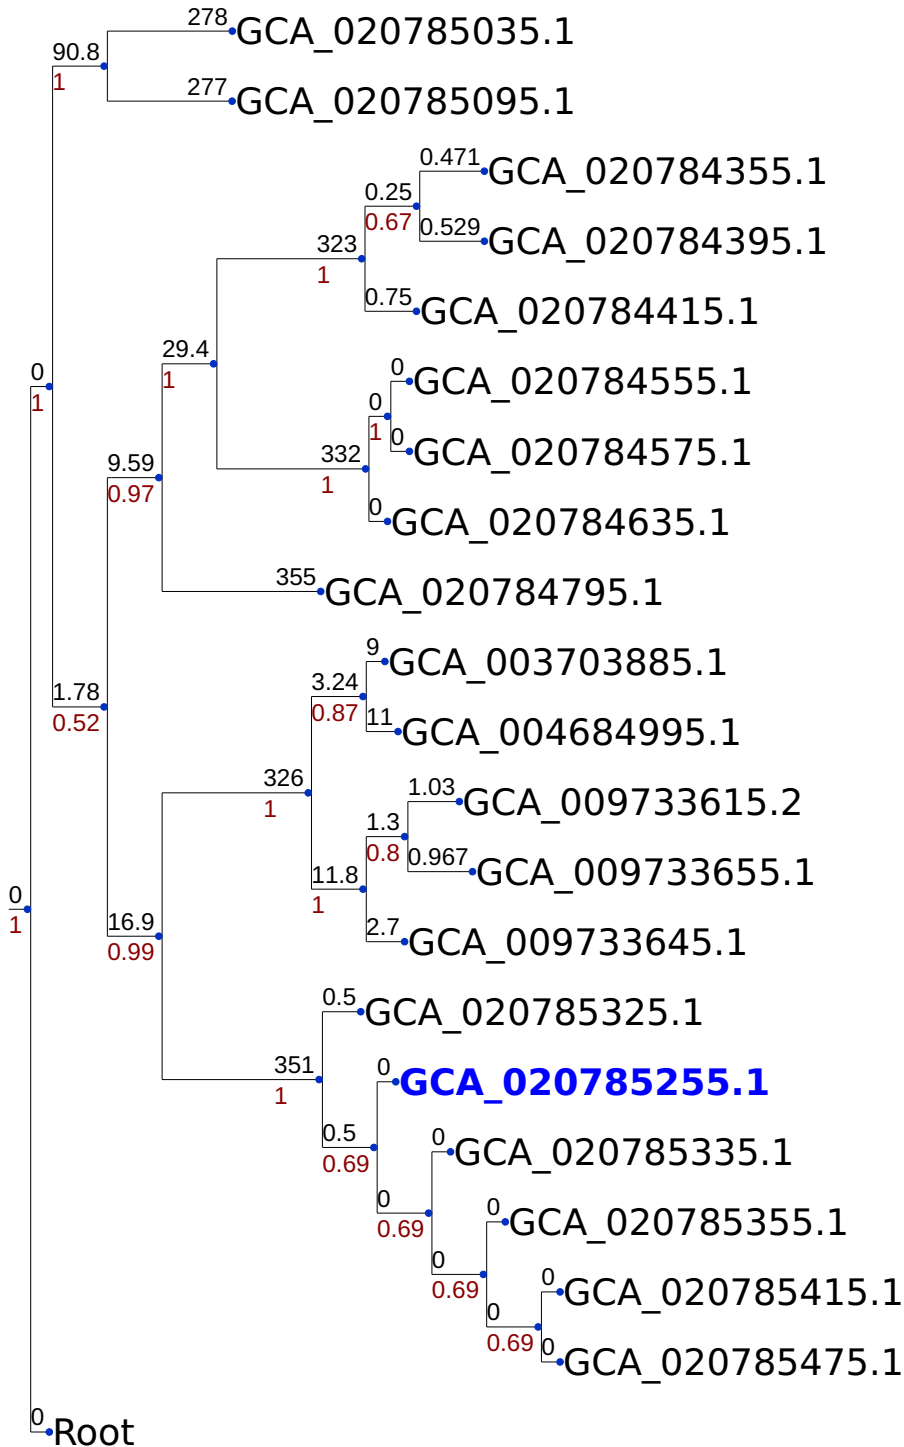 278 GCA_020785035.1
90.8
1
277 GCA_020785095.1
0.471 GCA_020784355.1
0.25
0.67
0.529 GCA_020784395.1
323
1
0.75 GCA_020784415.1
29.4
1
0 GCA_020784555.1
0
1
0
1
0 GCA_020784575.1
332
1
9.59
0.97
0 GCA_020784635.1
355 GCA_020784795.1
9 GCA_003703885.1
3.24
0.87
1.78
0.52
11 GCA_004684995.1
326
1
1.03 GCA_009733615.2
1.3
0.8
0.967 GCA_009733655.1
11.8
1
0
1
16.9
0.99
2.7 GCA_009733645.1
0.5 GCA_020785325.1
351
1
0 GCA_020785255.1
0.5
0.69
0 GCA_020785335.1
0
0.69
0 GCA_020785355.1
0
0.69
0 GCA_020785415.1
0
0.69
0 GCA_020785475.1
0 Root